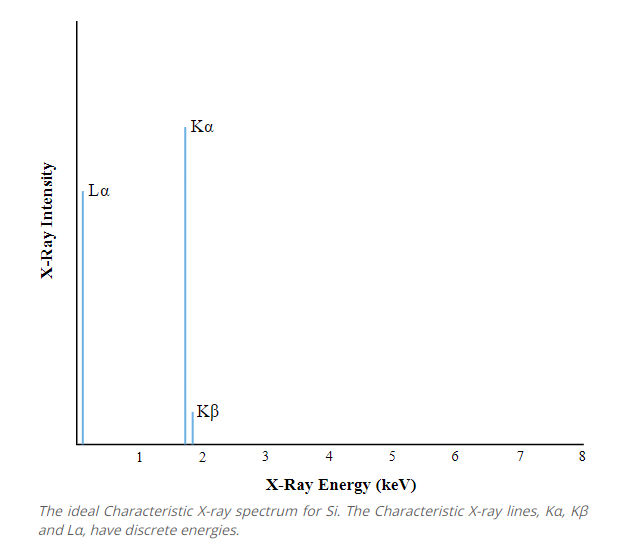 Kα
Lα
Kβ
X-Ray Intensity
1 2 3 4 5 6 7 8
X-Ray Energy (keV)
The ideal Characteristic X-ray spectrum for Si. The Characteristic X-ray lines, Kα, Kβ
and Lα, have discrete energies.